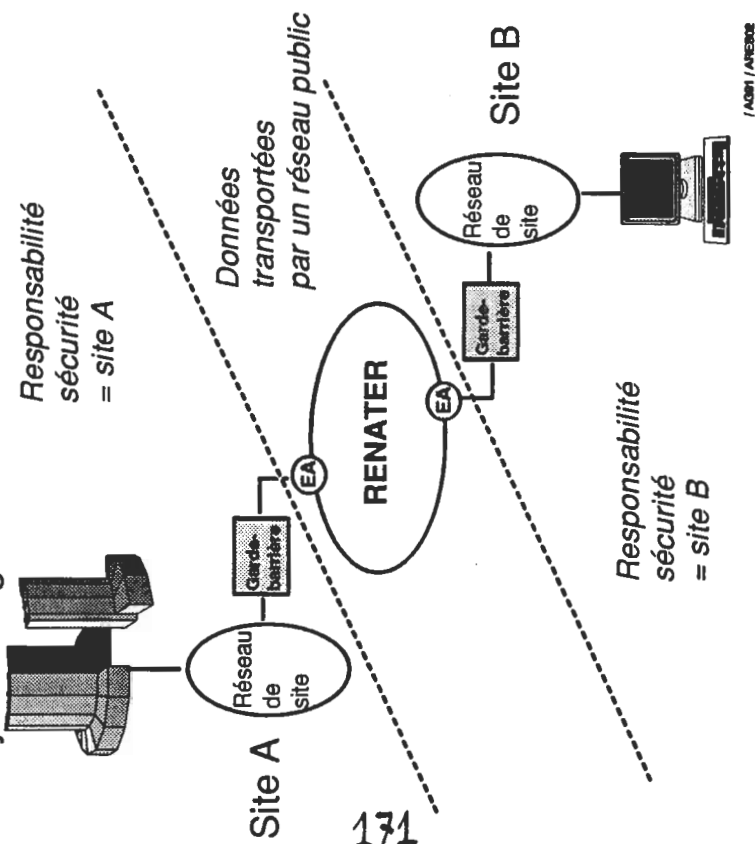 Responsabilité
sécurité
= site A
Site A
Réseau
de
site
Garde-
barrière
EA
Données
transportées
par un réseau public
RENATER
EA
Garde-
barrière
Réseau
de
site
Site B
Responsabilité
sécurité
= site B
171